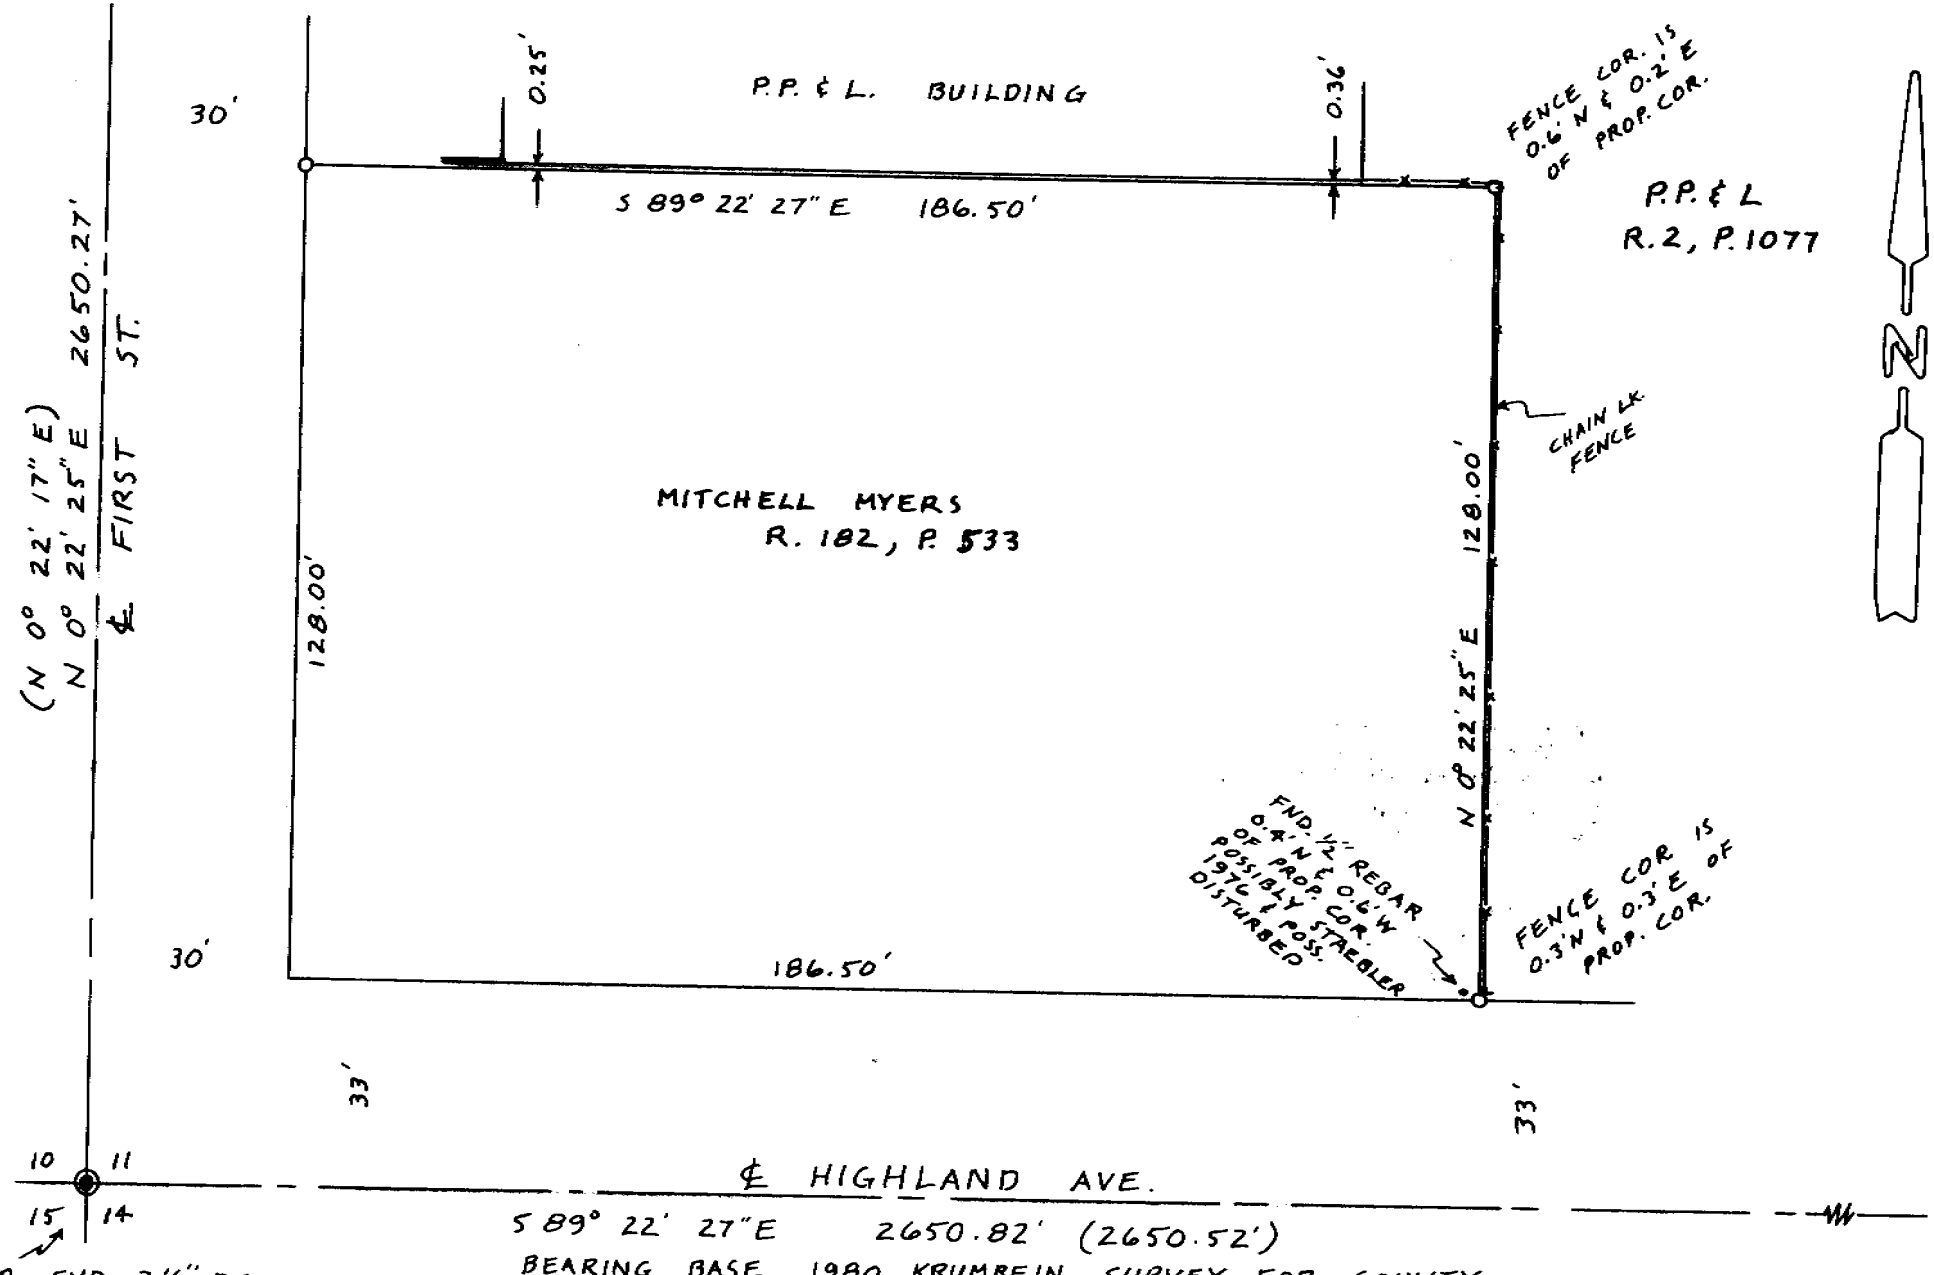 0.25'
P.P. & L. BUILDING
0.36'
FENCE COR. IS
0.6' N & 0.2' E
OF PROP. COR.
30'
P.P. & L
R. 2, P. 1077
S 89° 22' 27" E 186.50'
(N 0° 22' 17" E)
N 0° 22' 25" E 2650.27'
℄ FIRST ST.
N
CHAIN LK.
FENCE
MITCHELL MYERS
R. 182, P. 533
128.00'
N 0° 22' 25" E 128.00'
FND. 1/2" REBAR
0.4' N & 0.6' W
OF PROP. COR.
POSSIBLY STAEBLER
1976 & POSS.
DISTURBED
FENCE COR IS
0.3' N & 0.3' E OF
PROP. COR.
30'
186.50'
33'
33'
10 11
15 14
℄ HIGHLAND AVE.
S 89° 22' 27" E 2650.82' (2650.52')
BEARING BASE 1980 KRUMBEIN SURVEY FOR COUNTY